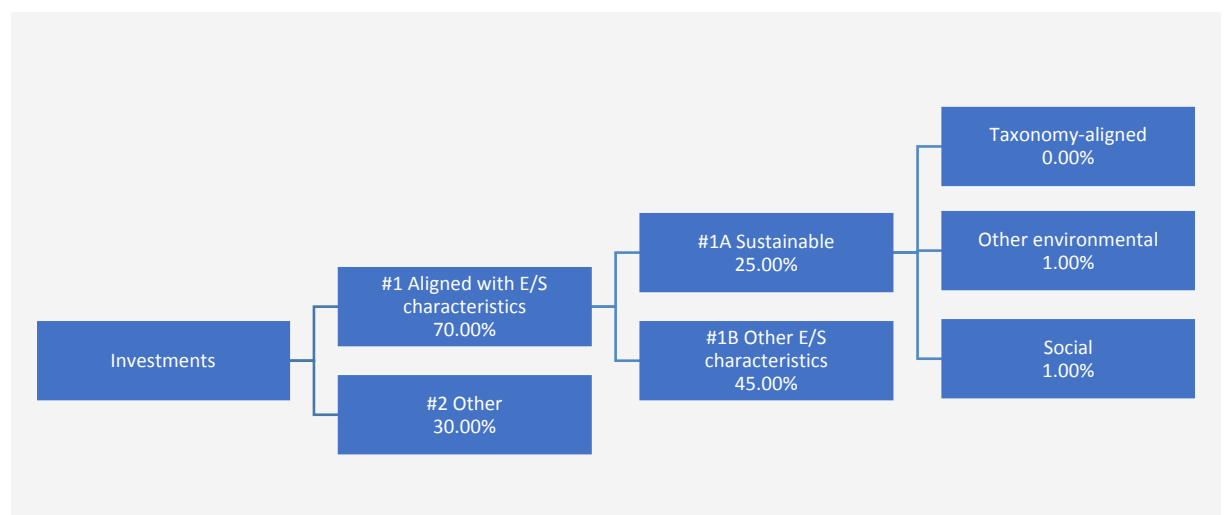 Investments
#1 Aligned with E/S
characteristics
70.00%
#2 Other
30.00%
#1A Sustainable
25.00%
#1B Other E/S
characteristics
45.00%
Taxonomy-aligned
0.00%
Other environmental
1.00%
Social
1.00%